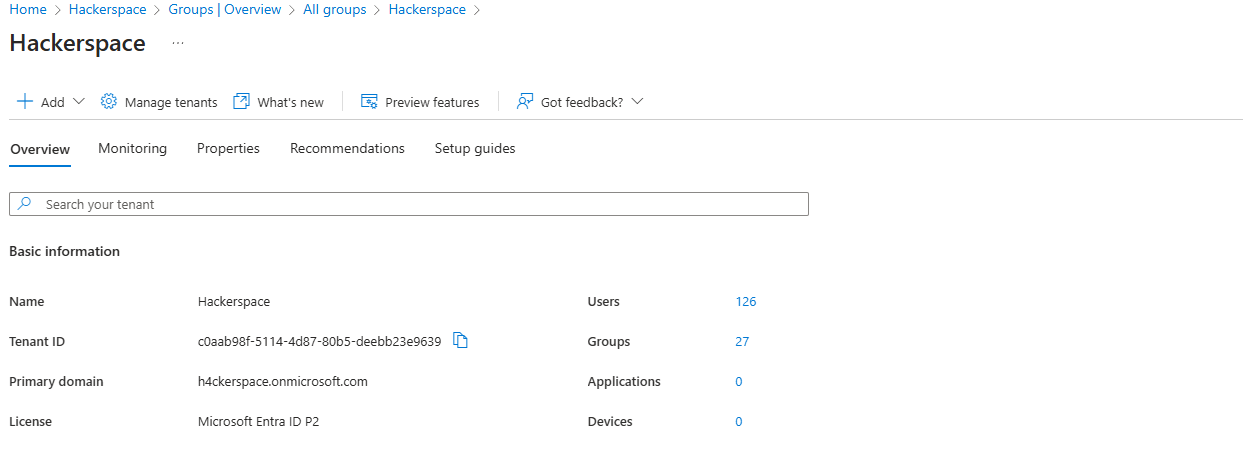 Home > Hackerspace > Groups | Overview > All groups > Hackerspace >
Hackerspace ...
Add Manage tenants What's new Preview features Got feedback?
Overview Monitoring Properties Recommendations Setup guides
Search your tenant
Basic information
Name Hackerspace Users 126
Tenant ID c0aab98f-5114-4d87-80b5-deebb23e9639 Groups 27
Primary domain h4ckerspace.onmicrosoft.com Applications 0
License Microsoft Entra ID P2 Devices 0